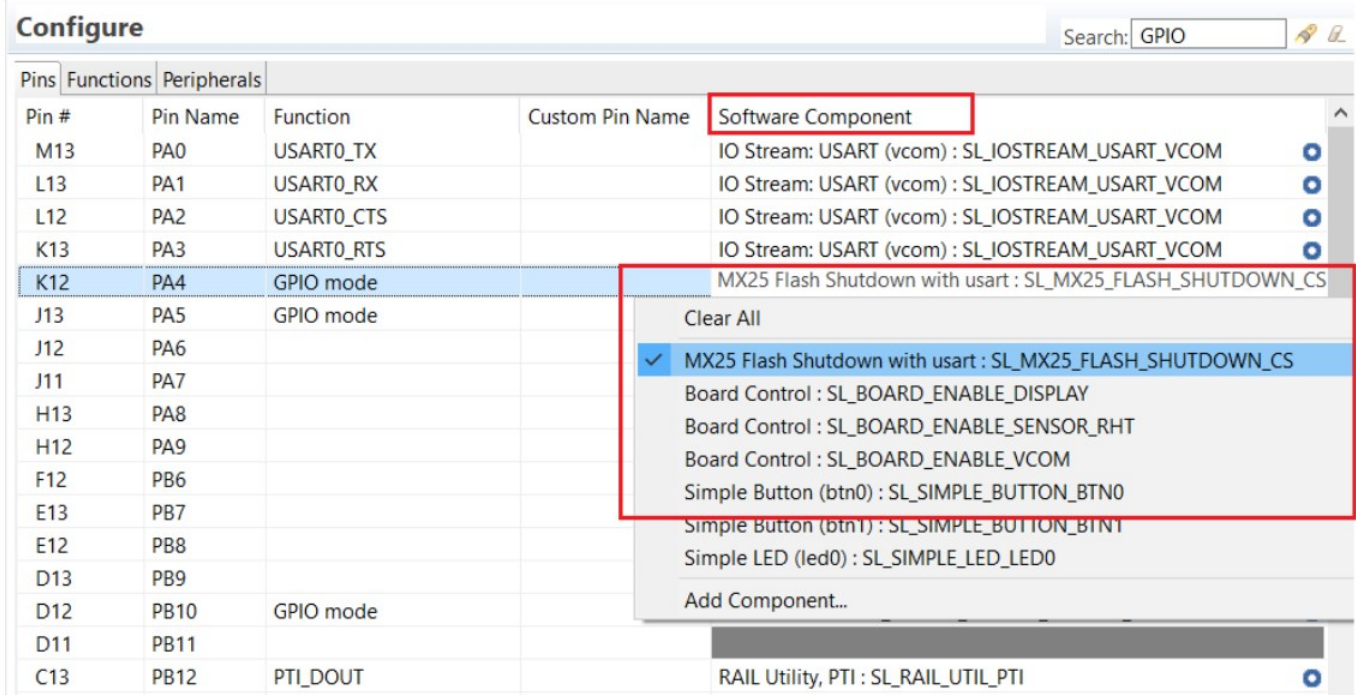 Configure
Search: GPIO
Pins Functions Peripherals
Pin # Pin Name Function Custom Pin Name Software Component
M13 PA0 USART0_TX IO Stream: USART (vcom) : SL_IOSTREAM_USART_VCOM
L13 PA1 USART0_RX IO Stream: USART (vcom) : SL_IOSTREAM_USART_VCOM
L12 PA2 USART0_CTS IO Stream: USART (vcom) : SL_IOSTREAM_USART_VCOM
K13 PA3 USART0_RTS IO Stream: USART (vcom) : SL_IOSTREAM_USART_VCOM
K12 PA4 GPIO mode MX25 Flash Shutdown with usart : SL_MX25_FLASH_SHUTDOWN_CS
J13 PA5 GPIO mode Clear All
J12 PA6
MX25 Flash Shutdown with usart : SL_MX25_FLASH_SHUTDOWN_CS
J11 PA7 Board Control : SL_BOARD_ENABLE_DISPLAY
H13 PA8 Board Control : SL_BOARD_ENABLE_SENSOR_RHT
H12 PA9 Board Control : SL_BOARD_ENABLE_VCOM
F12 PB6 Simple Button (btn0) : SL_SIMPLE_BUTTON_BTN0
E13 PB7 Simple Button (btn1) : SL_SIMPLE_BUTTON_BTN1
E12 PB8 Simple LED (led0) : SL_SIMPLE_LED_LED0
D13 PB9 Add Component...
D12 PB10 GPIO mode
D11 PB11
C13 PB12 PTI_DOUT RAIL Utility, PTI : SL_RAIL_UTIL_PTI